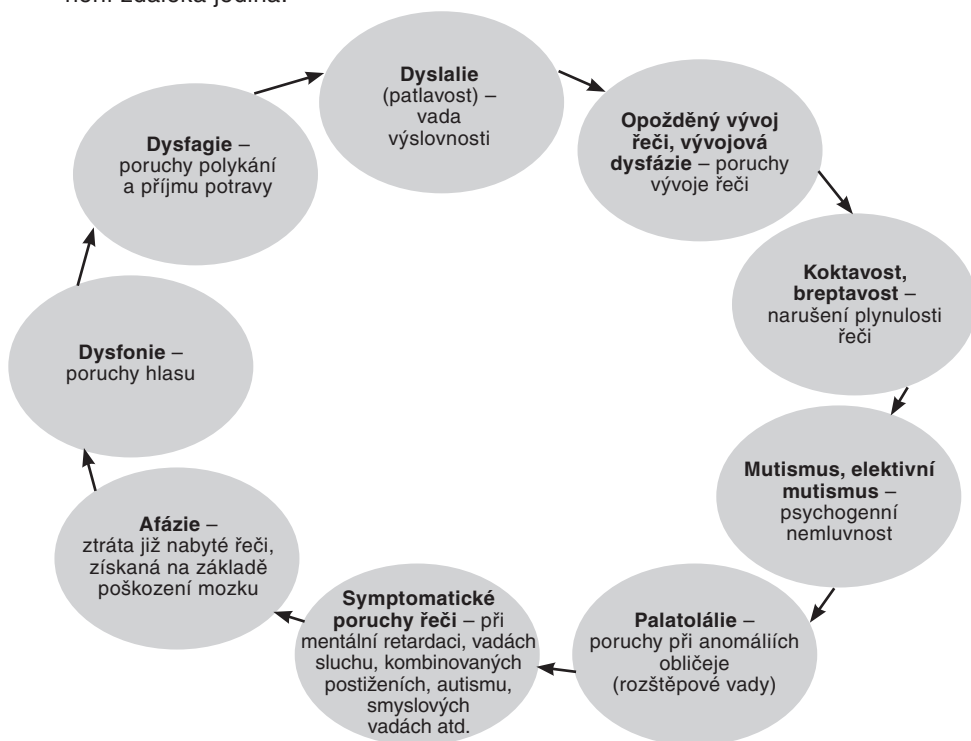 není zdaleka jediná.
Dyslalie
(patlavost) –
vada
výslovnosti
Opožděný vývoj
řeči, vývojová
dysfázie – poruchy
vývoje řeči
Koktavost,
breptavost –
narušení plynulosti
řeči
Mutismus, elektivní
mutismus –
psychogenní
nemluvnost
Palatolálie –
poruchy při anomáliích
obličeje
(rozštěpové vady)
Symptomatické
poruchy řeči – při
mentální retardaci, vadách
sluchu, kombinovaných
postiženích, autismu,
smyslových
vadách atd.
Afázie –
ztráta již nabyté řeči,
získaná na základě
poškození mozku
Dysfonie –
poruchy hlasu
Dysfagie –
poruchy polykání
a příjmu potravy